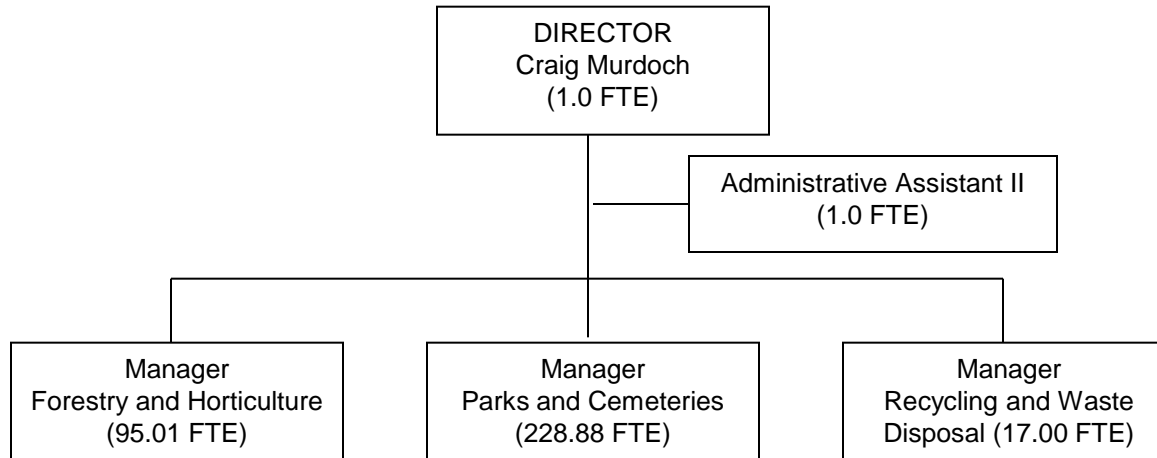 DIRECTOR
Craig Murdoch
(1.0 FTE)
Administrative Assistant II
(1.0 FTE)
Manager
Forestry and Horticulture
(95.01 FTE)
Manager
Parks and Cemeteries
(228.88 FTE)
Manager
Recycling and Waste
Disposal (17.00 FTE)